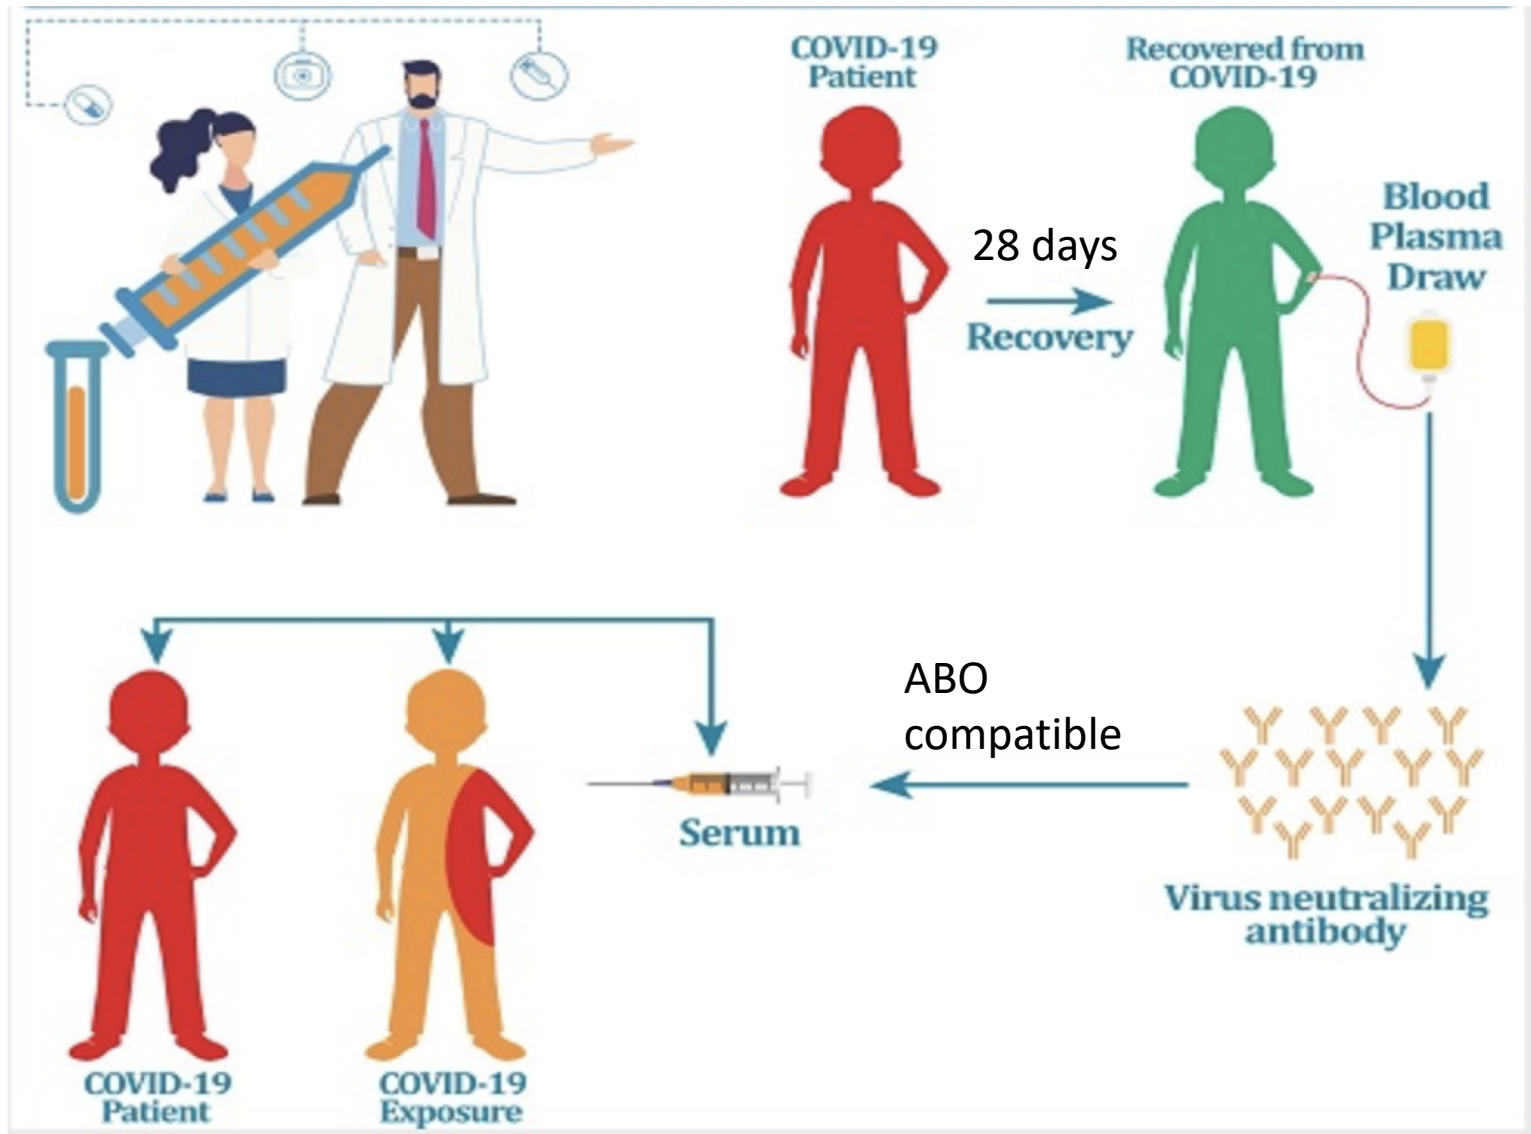 COVID-19
Patient
Recovered from
COVID-19
28 days
Recovery
Blood
Plasma
Draw
ABO
compatible
Serum
Virus neutralizing
antibody
COVID-19
Patient
COVID-19
Exposure